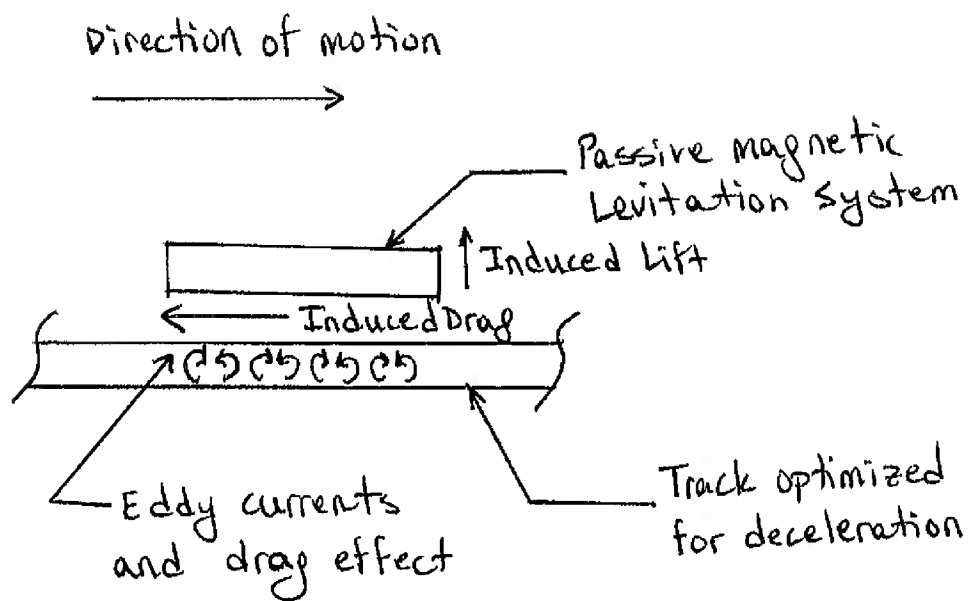 Direction of motion
Passive magnetic
Levitation System
Induced Lift
Induced Drag
Eddy currents
and drag effect
Track optimized
for deceleration